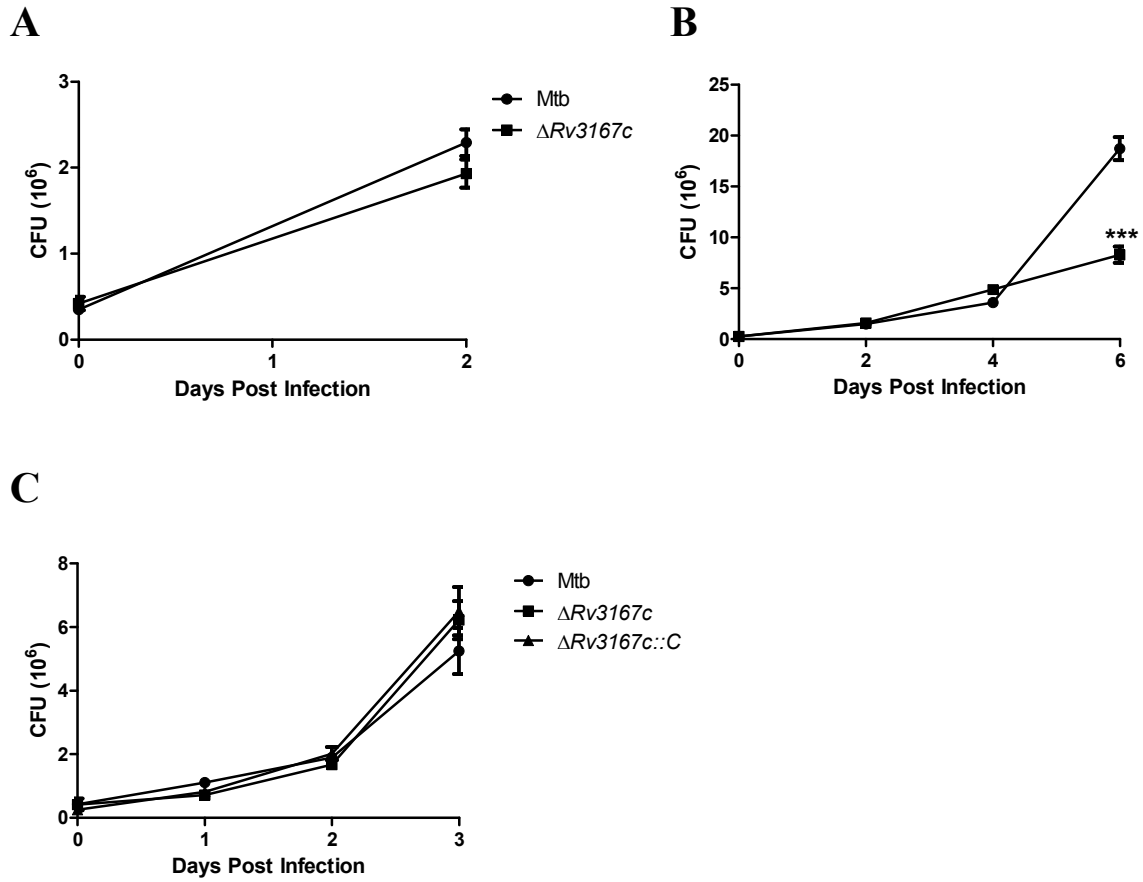 A
3
2
1
0
CFU (10⁶)
0
1
2
Days Post Infection
Mtb
ΔRv3167c
B
25
20
15
10
5
0
CFU (10⁶)
***
0
2
4
6
Days Post Infection
C
8
6
4
2
0
CFU (10⁶)
0
1
2
3
Days Post Infection
Mtb
ΔRv3167c
ΔRv3167c::C